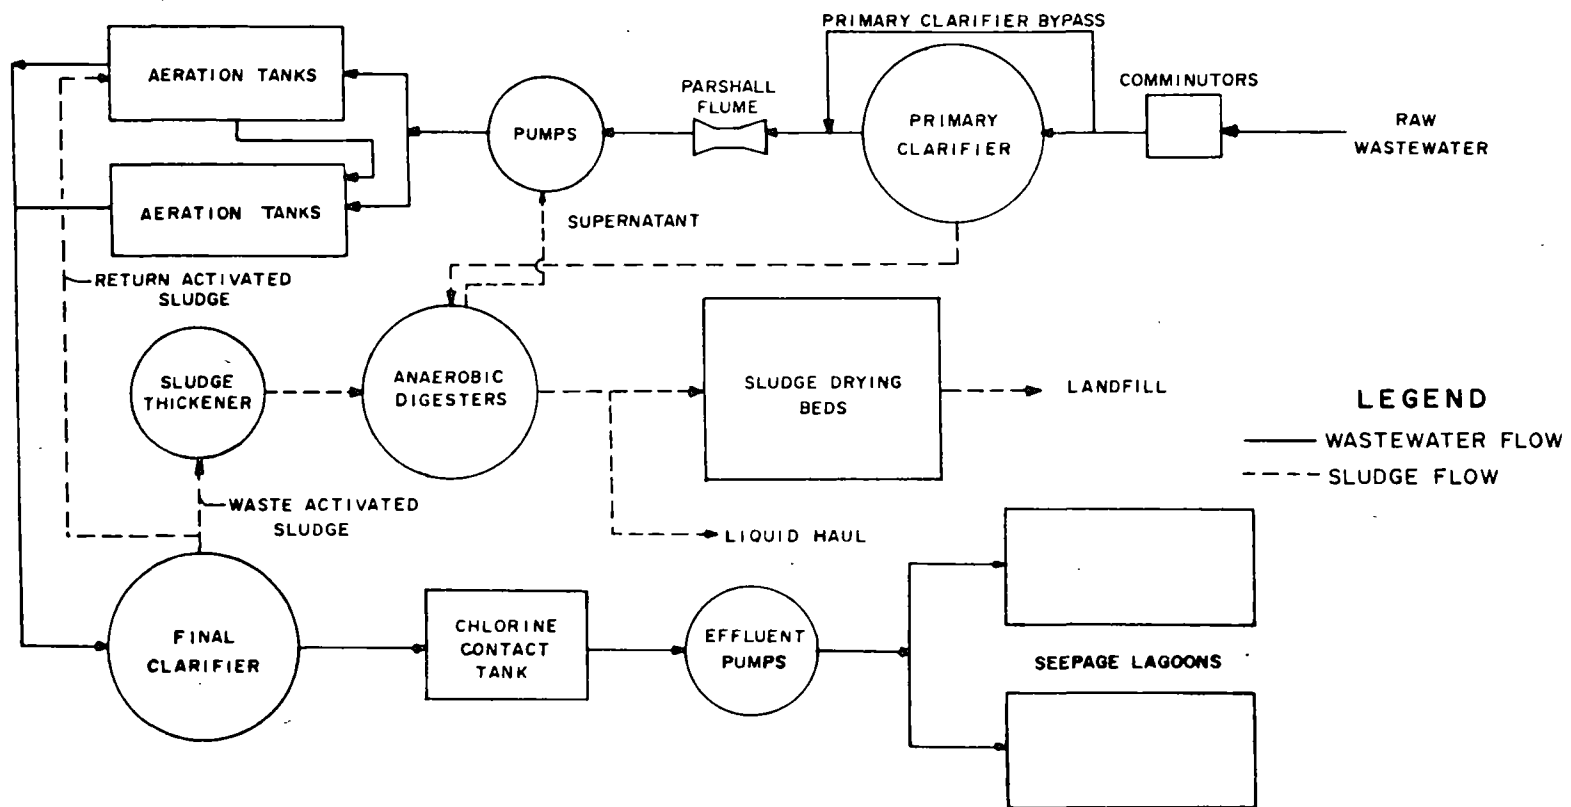 PRIMARY CLARIFIER BYPASS
AERATION TANKS
PARSHALL
FLUME
COMMINUTORS
PUMPS
PRIMARY
CLARIFIER
RAW
WASTEWATER
AERATION TANKS
SUPERNATANT
RETURN ACTIVATED
SLUDGE
SLUDGE
THICKENER
ANAEROBIC
DIGESTERS
SLUDGE DRYING
BEDS
LANDFILL
LEGEND
WASTEWATER FLOW
SLUDGE FLOW
WASTE ACTIVATED
SLUDGE
LIQUID HAUL
FINAL
CLARIFIER
CHLORINE
CONTACT
TANK
EFFLUENT
PUMPS
SEEPAGE LAGOONS